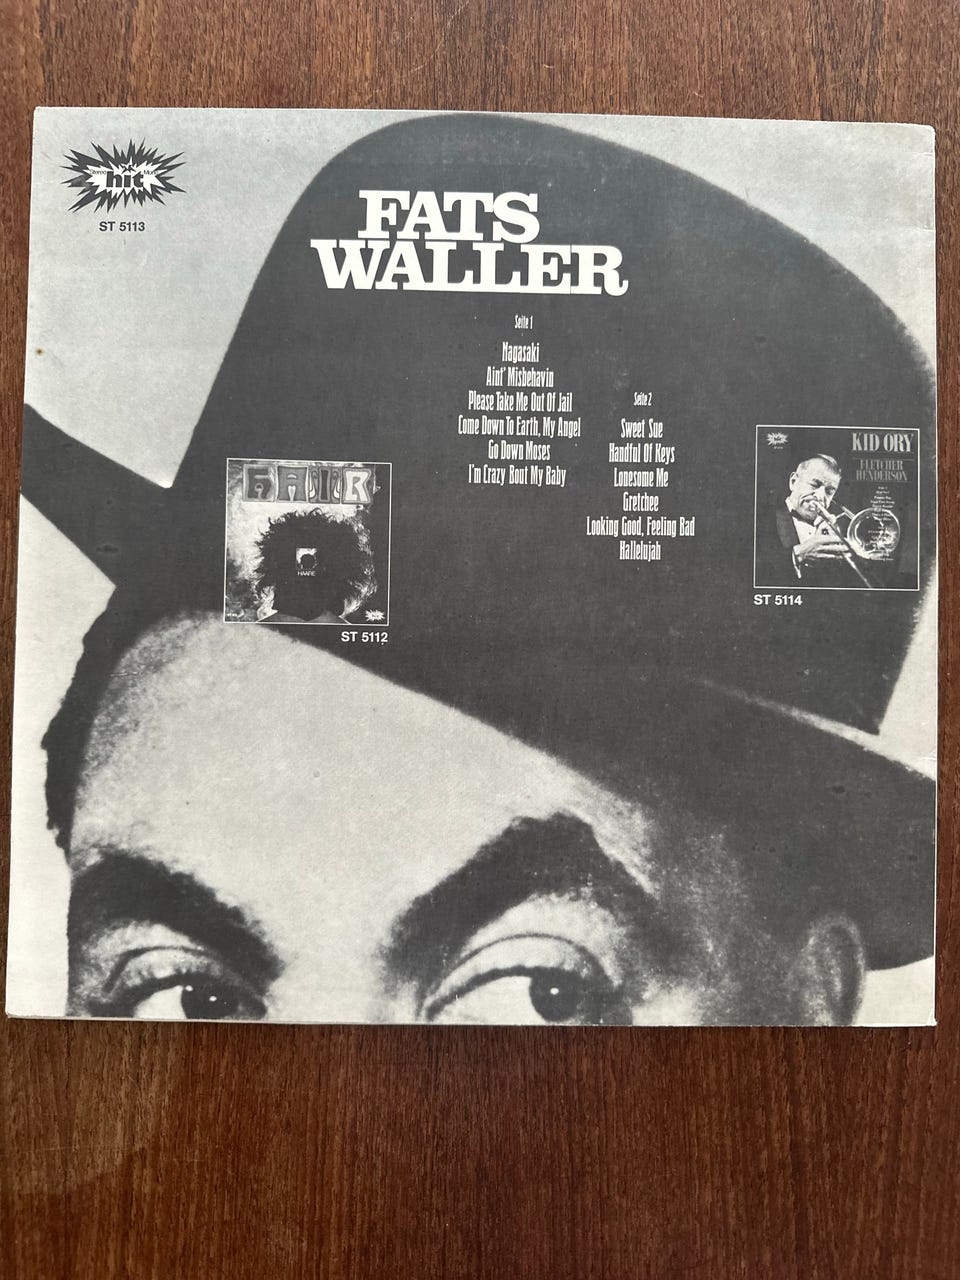 Stereo hit Mono
ST 5113
FATS
WALLER
Seite 1
Nagasaki
Aint' Misbehavin
Please Take Me Out Of Jail
Come Down To Earth, My Angel
Go Down Moses
I'm Crazy 'Bout My Baby
Seite 2
Sweet Sue
Handful Of Keys
Lonesome Me
Gretchee
Looking Good, Feeling Bad
Hallelujah
HAIR
HAARE
ST 5112
KID ORY
FLETCHER
HENDERSON
ST 5114